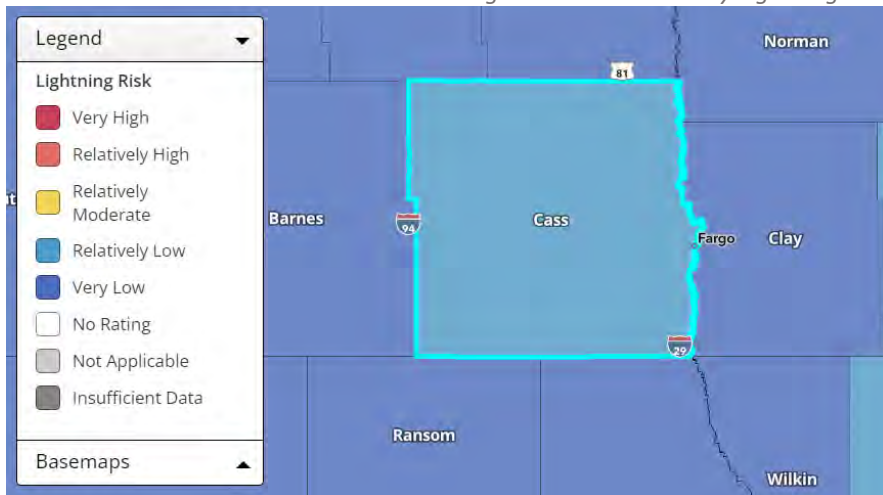 Legend
Lightning Risk
Very High
Relatively High
Relatively
Moderate
Relatively Low
Very Low
No Rating
Not Applicable
Insufficient Data
Basemaps
Norman
81
Barnes
94
Cass
Fargo
Clay
29
Ransom
Wilkin